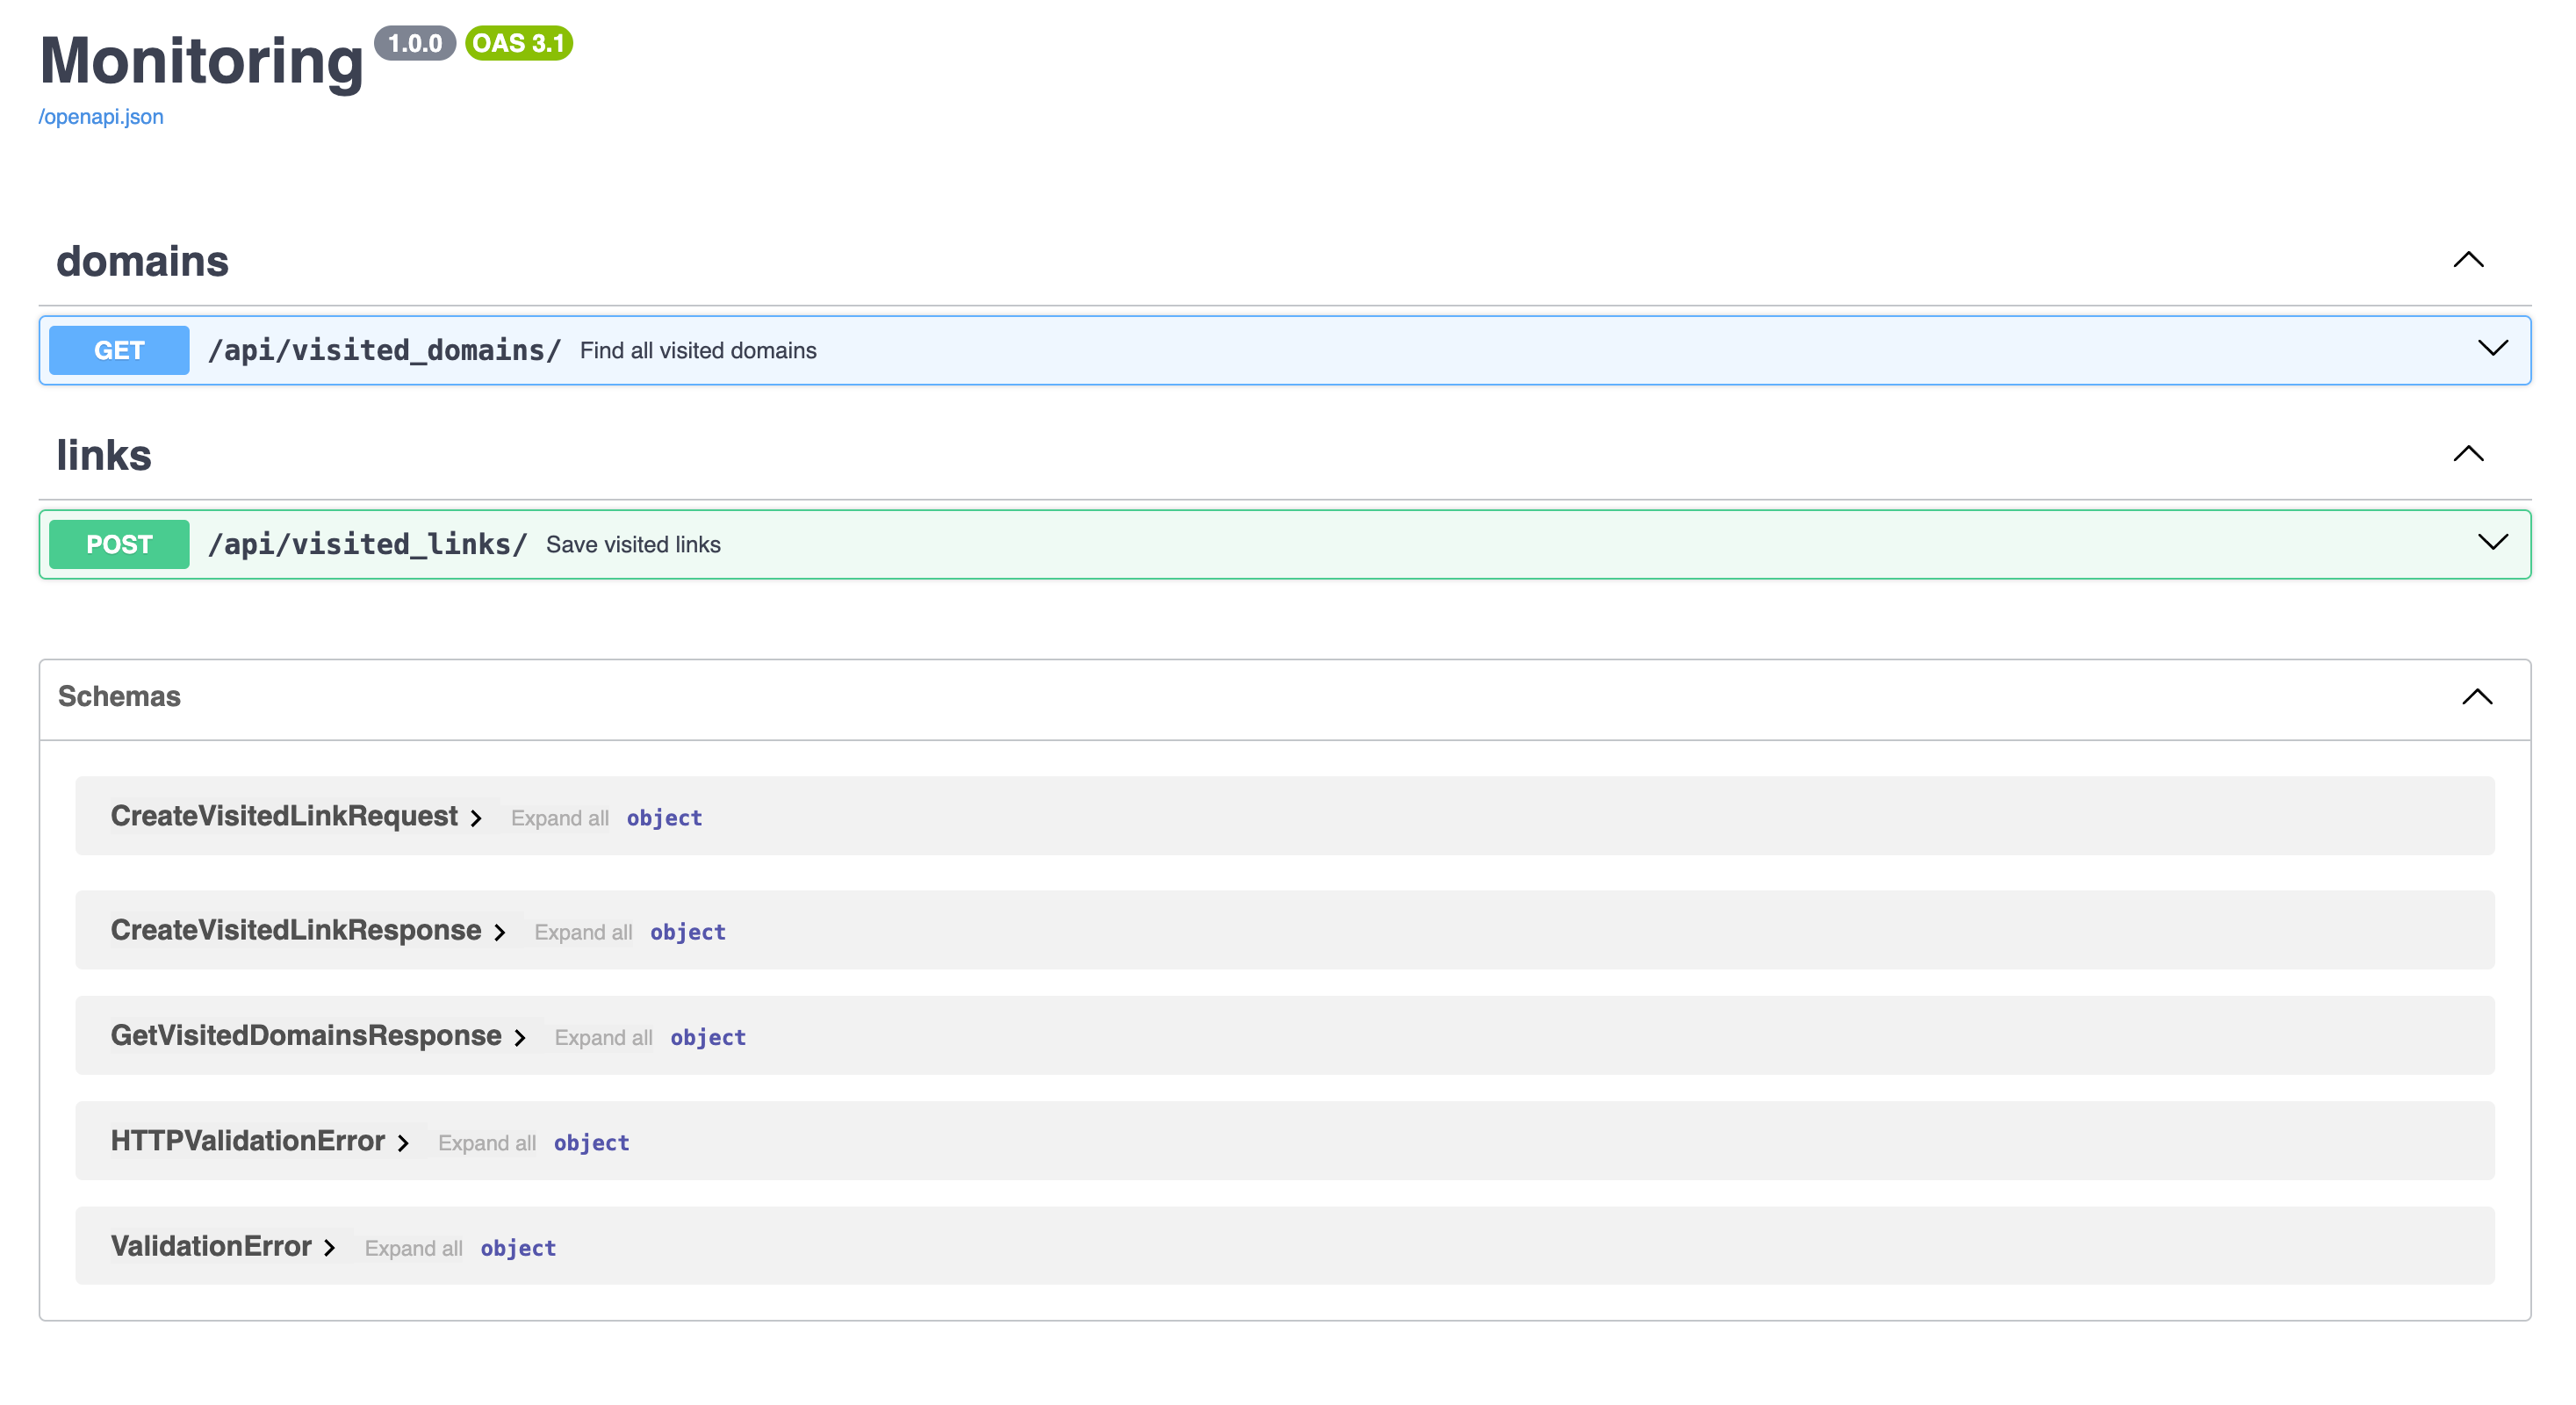 Monitoring 1.0.0 OAS 3.1
/openapi.json
domains
GET /api/visited_domains/ Find all visited domains
links
POST /api/visited_links/ Save visited links
Schemas
CreateVisitedLinkRequest Expand all object
CreateVisitedLinkResponse Expand all object
GetVisitedDomainsResponse Expand all object
HTTPValidationError Expand all object
ValidationError Expand all object